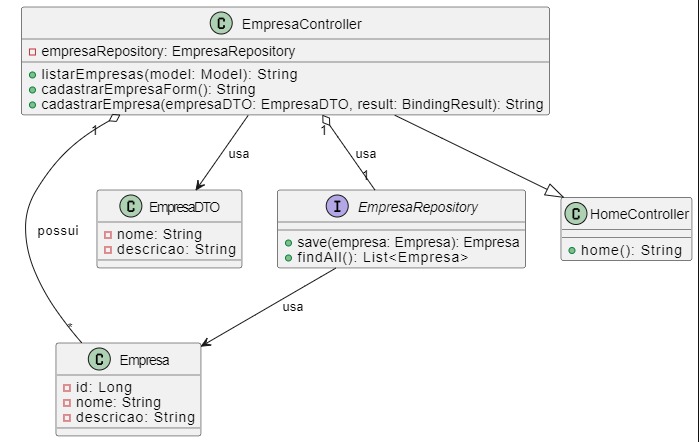 C EmpresaController
empresaRepository: EmpresaRepository
listarEmpresas(model: Model): String
cadastrarEmpresaForm(): String
cadastrarEmpresa(empresaDTO: EmpresaDTO, result: BindingResult): String
1
1
usa
usa
1
C EmpresaDTO
nome: String
descricao: String
I EmpresaRepository
save(empresa: Empresa): Empresa
findAll(): List<Empresa>
C HomeController
home(): String
possui
usa
*
C Empresa
id: Long
nome: String
descricao: String